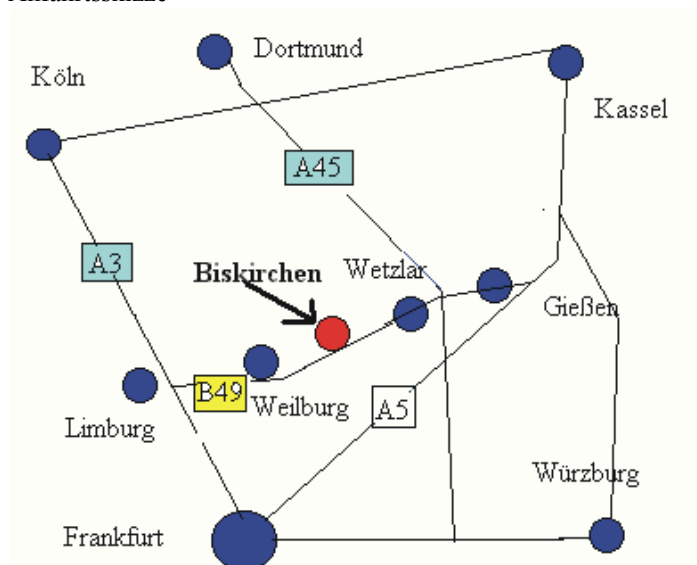 Dortmund
Köln
Kassel
A45
A3
Biskirchen
Wetzlar
Gießen
B49
Weilburg
A5
Limburg
Würzburg
Frankfurt